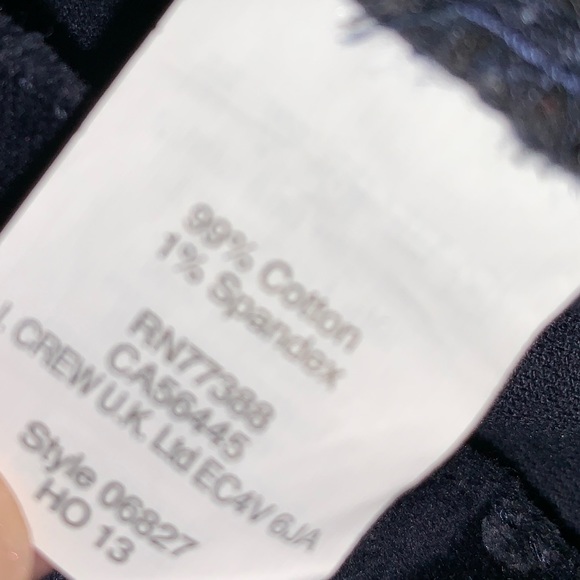 99% Cotton
1% Spandex
RN77388
CA56445
J. CREW U.K. Ltd EC4V 6JA
Style 06827
HO 13